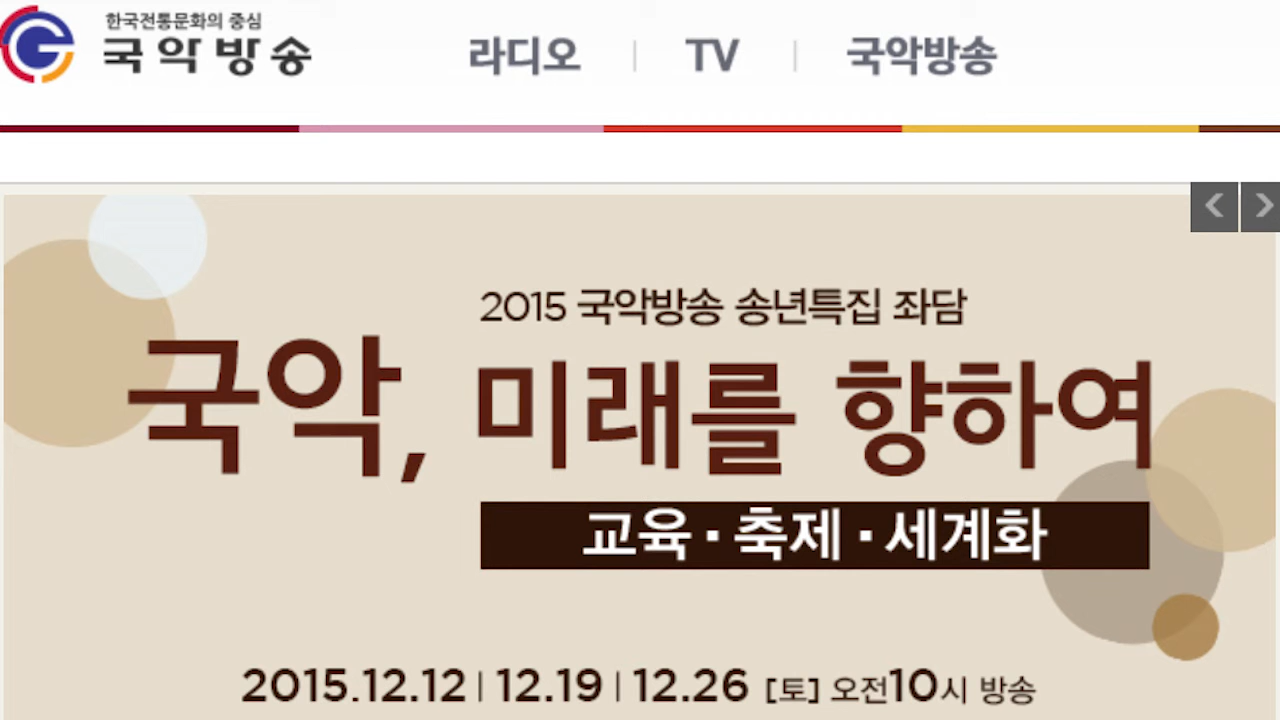 한국전통문화의 중심
국악방송
라디오 | TV | 국악방송
2015 국악방송 송년특집 좌담
국악, 미래를 향하여
교육·축제·세계화
2015.12.12 | 12.19 | 12.26 [토] 오전10시 방송